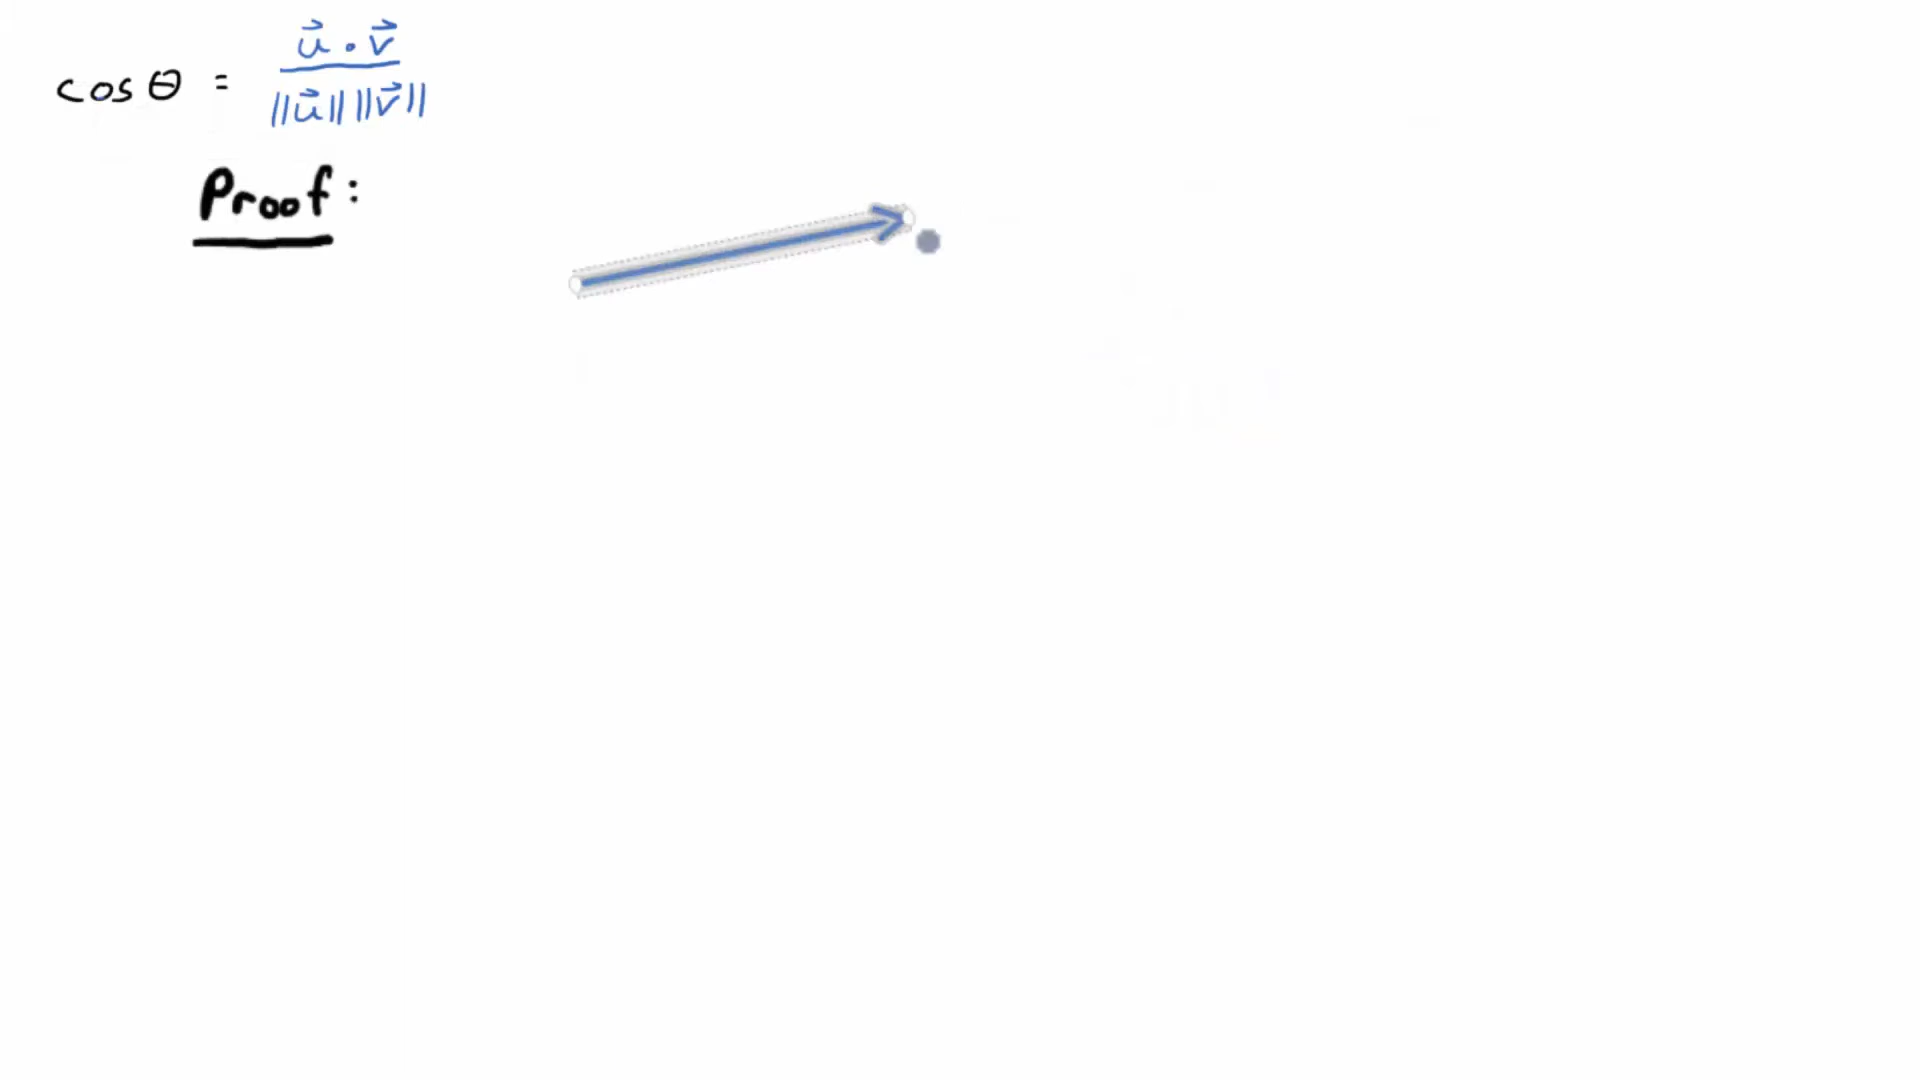 cos θ = u⃗ • v⃗ / ||u⃗|| ||v⃗||
Proof: